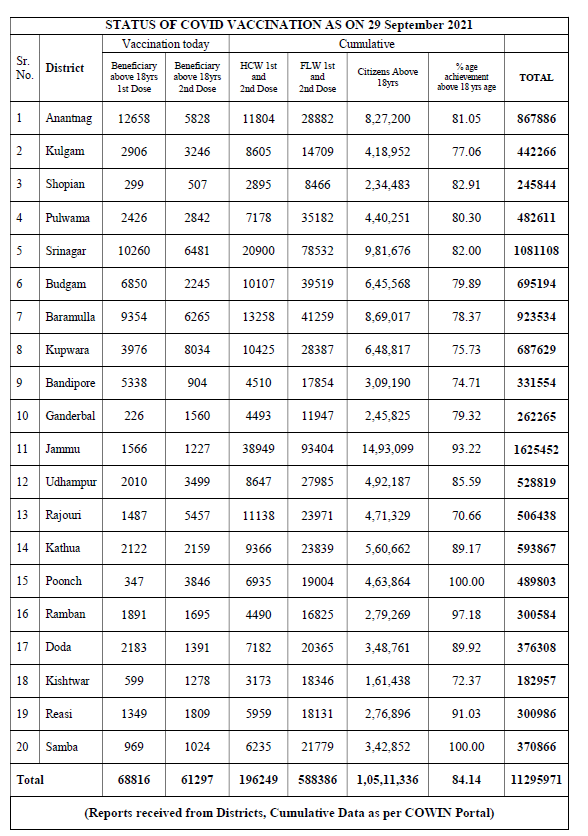 STATUS OF COVID VACCINATION AS ON 29 September 2021
Sr. No. District Vaccination today Cumulative
Beneficiary above 18yrs 1st Dose Beneficiary above 18yrs 2nd Dose HCW 1st and 2nd Dose FLW 1st and 2nd Dose Citizens Above 18yrs % age achievement above 18 yrs age TOTAL
1 Anantnag 12658 5828 11804 28882 8,27,200 81.05 867886
2 Kulgam 2906 3246 8605 14709 4,18,952 77.06 442266
3 Shopian 299 507 2895 8466 2,34,483 82.91 245844
4 Pulwama 2426 2842 7178 35182 4,40,251 80.30 482611
5 Srinagar 10260 6481 20900 78532 9,81,676 82.00 1081108
6 Budgam 6850 2245 10107 39519 6,45,568 79.89 695194
7 Baramulla 9354 6265 13258 41259 8,69,017 78.37 923534
8 Kupwara 3976 8034 10425 28387 6,48,817 75.73 687629
9 Bandipore 5338 904 4510 17854 3,09,190 74.71 331554
10 Ganderbal 226 1560 4493 11947 2,45,825 79.32 262265
11 Jammu 1566 1227 38949 93404 14,93,099 93.22 1625452
12 Udhampur 2010 3499 8647 27985 4,92,187 85.59 528819
13 Rajouri 1487 5457 11138 23971 4,71,329 70.66 506438
14 Kathua 2122 2159 9366 23839 5,60,662 89.17 593867
15 Poonch 347 3846 6935 19004 4,63,864 100.00 489803
16 Ramban 1891 1695 4490 16825 2,79,269 97.18 300584
17 Doda 2183 1391 7182 20365 3,48,761 89.92 376308
18 Kishtwar 599 1278 3173 18346 1,61,438 72.37 182957
19 Reasi 1349 1809 5959 18131 2,76,896 91.03 300986
20 Samba 969 1024 6235 21779 3,42,852 100.00 370866
Total 68816 61297 196249 588386 1,05,11,336 84.14 11295971
(Reports received from Districts, Cumulative Data as per COWIN Portal)